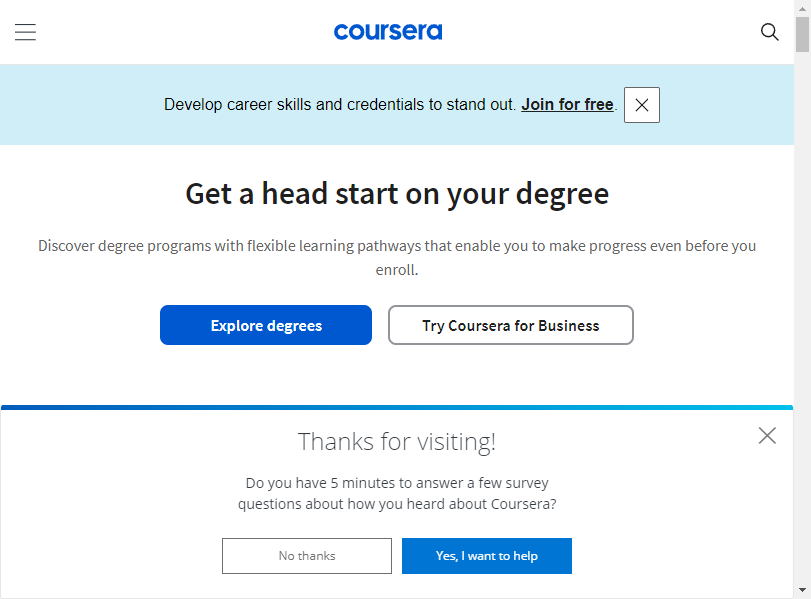 coursera
Develop career skills and credentials to stand out. Join for free.
Get a head start on your degree
Discover degree programs with flexible learning pathways that enable you to make progress even before you
enroll.
Explore degrees
Try Coursera for Business
Thanks for visiting!
Do you have 5 minutes to answer a few survey
questions about how you heard about Coursera?
No thanks
Yes, I want to help